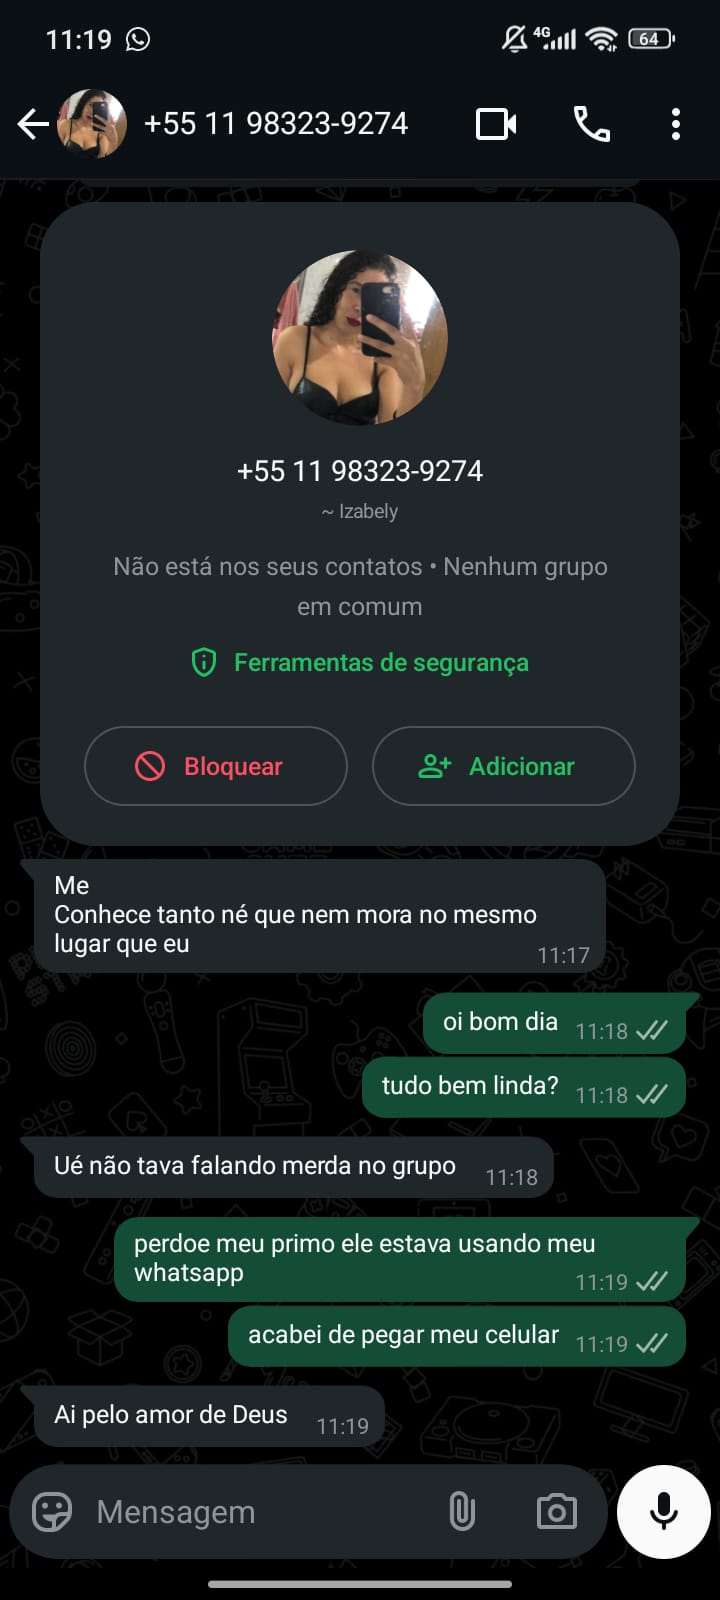 11:19
4G
64
+55 11 98323-9274
+55 11 98323-9274
~ Izabely
Não está nos seus contatos • Nenhum grupo
em comum
Ferramentas de segurança
Bloquear
Adicionar
Me
Conhece tanto né que nem mora no mesmo
lugar que eu
11:17
oi bom dia
11:18
tudo bem linda?
11:18
Ué não tava falando merda no grupo
11:18
perdoe meu primo ele estava usando meu
whatsapp
11:19
acabei de pegar meu celular
11:19
Ai pelo amor de Deus
11:19
Mensagem